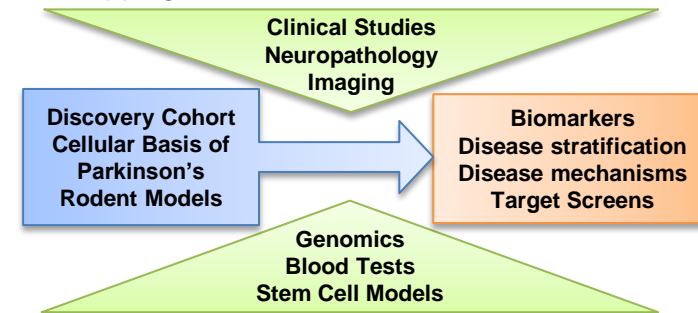 Clinical Studies
Neuropathology
Imaging
Discovery Cohort
Cellular Basis of
Parkinson's
Rodent Models
Biomarkers
Disease stratification
Disease mechanisms
Target Screens
Genomics
Blood Tests
Stem Cell Models